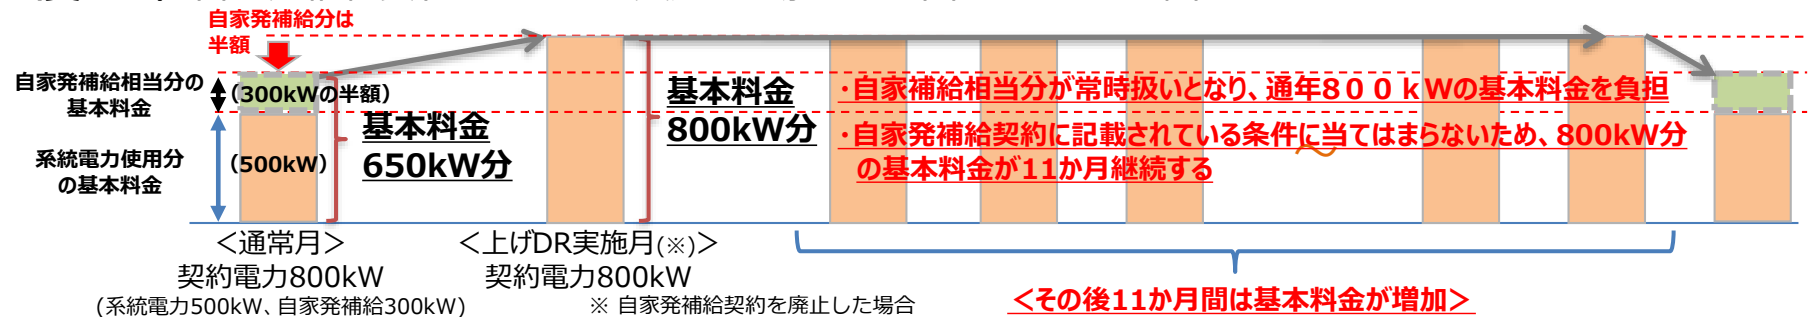 自家発補給分は
半額
自家発補給相当分の
基本料金
（300kWの半額）
系統電力使用分
の基本料金
（500kW）
基本料金
650kW分
基本料金
800kW分
・自家補給相当分が常時扱いとなり、通年８００ｋWの基本料金を負担
・自家発補給契約に記載されている条件に当てはまらないため、800kW分
の基本料金が11か月継続する
＜通常月＞
契約電力800kW
(系統電力500kW、自家発補給300kW)
＜上げDR実施月(※)＞
契約電力800kW
※ 自家発補給契約を廃止した場合
＜その後11か月間は基本料金が増加＞